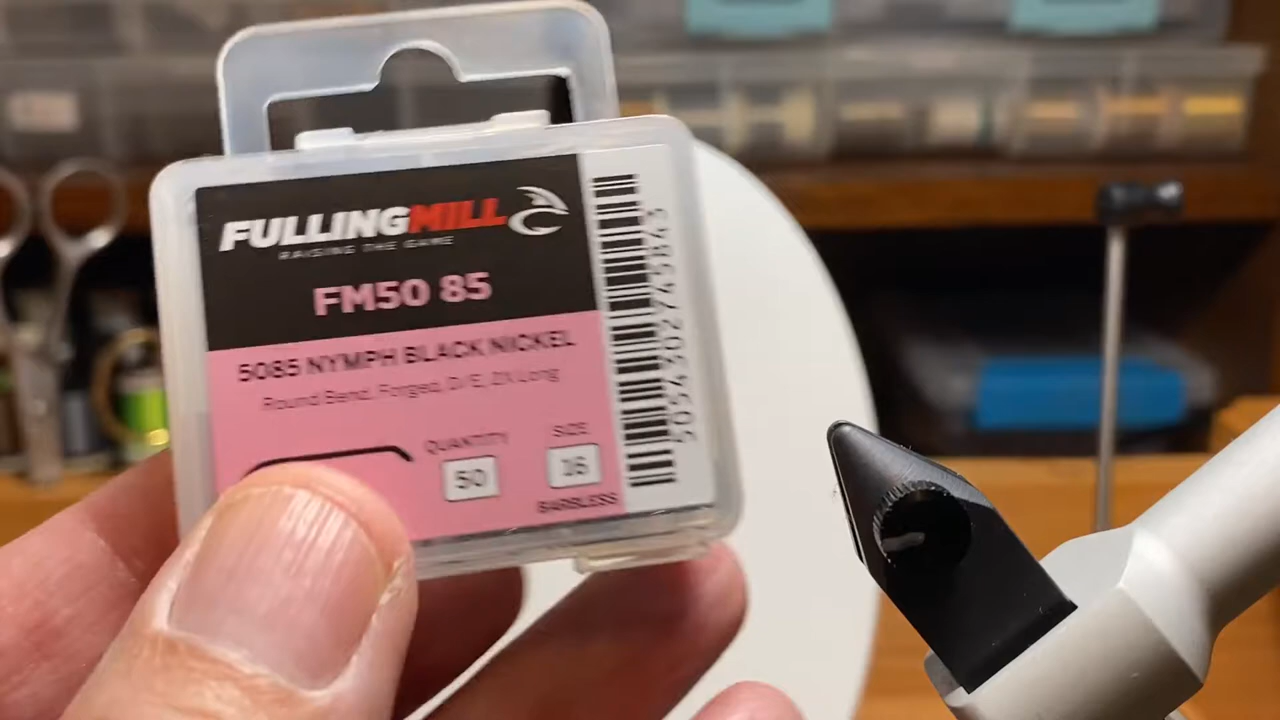 FULLINGMILL
RAISING THE GAME
FM50 85
5085 NYMPH BLACK NICKEL
Round Bend, Forged, D/E, 2X Long
QUANTITY
50
SIZE
16
BARBLESS